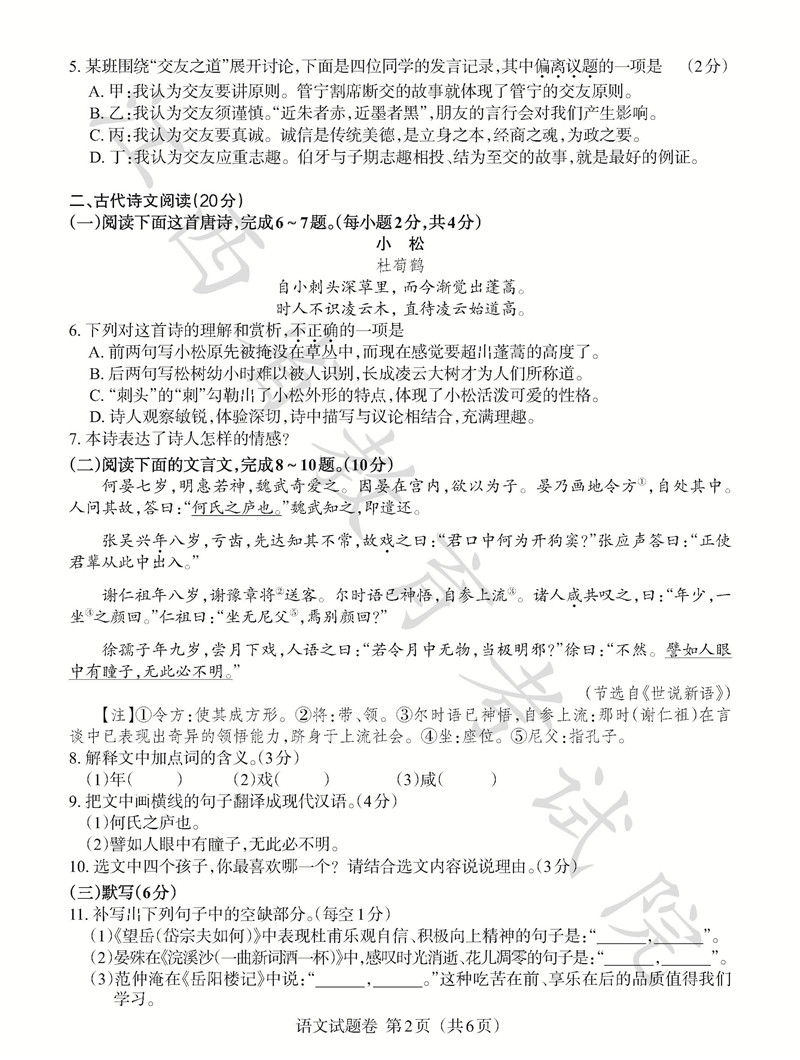 5. 某班围绕“交友之道”展开讨论,下面是四位同学的发言记录,其中偏离议题的一项是 (2分)
A. 甲:我认为交友要讲原则。管宁割席断交的故事就体现了管宁的交友原则。
B. 乙:我认为交友须谨慎。“近朱者赤,近墨者黑”,朋友的言行会对我们产生影响。
C. 丙:我认为交友要真诚。诚信是传统美德,是立身之本,经商之魂,为政之要。
D. 丁:我认为交友应重志趣。伯牙与子期志趣相投、结为至交的故事,就是最好的例证。
二、古代诗文阅读(20分)
(一)阅读下面这首唐诗,完成6~7题。(每小题2分,共4分)
小 松
杜荀鹤
自小刺头深草里, 而今渐觉出蓬蒿。
时人不识凌云木, 直待凌云始道高。
6. 下列对这首诗的理解和赏析,不正确的一项是
A. 前两句写小松原先被掩没在草丛中,而现在感觉要超出蓬蒿的高度了。
B. 后两句写松树幼小时难以被人识别,长成凌云大树才为人们所称道。
C. “刺头”的“刺”勾勒出了小松外形的特点,体现了小松活泼可爱的性格。
D. 诗人观察敏锐,体验深切,诗中描写与议论相结合,充满理趣。
7. 本诗表达了诗人怎样的情感?
(二)阅读下面的文言文,完成8~10题。(10分)
何晏七岁,明惠若神,魏武奇爱之。因晏在宫内,欲以为子。晏乃画地令方①,自处其中。
人问其故,答曰:“何氏之庐也。”魏武知之,即遣还。
张吴兴年八岁,亏齿,先达知其不常,故戏之曰:“君口中何为开狗窦?”张应声答曰:“正使
君辈从此中出入。”
谢仁祖年八岁,谢豫章将②送客。尔时语已神悟,自参上流③。诸人咸共叹之,曰:“年少,一
坐④之颜回。”仁祖曰:“坐无尼父⑤,焉别颜回?”
徐孺子年九岁,尝月下戏,人语之曰:“若令月中无物,当极明邪?”徐曰:“不然。譬如人眼
中有瞳子,无此必不明。”
(节选自《世说新语》)
【注】①令方:使其成方形。②将:带、领。③尔时语已神悟,自参上流:那时(谢仁祖)在言
谈中已表现出奇异的领悟能力,跻身于上流社会。④坐:座位。⑤尼父:指孔子。
8. 解释文中加点词的含义。(3分)
(1)年( ) (2)戏( ) (3)咸( )
9. 把文中画横线的句子翻译成现代汉语。(4分)
(1)何氏之庐也。
(2)譬如人眼中有瞳子,无此必不明。
10. 选文中四个孩子,你最喜欢哪一个?请结合选文内容说说理由。(3分)
(三)默写(6分)
11. 补写出下列句子中的空缺部分。(每空1分)
(1)《望岳(岱宗夫如何)》中表现杜甫乐观自信、积极向上精神的句子是:“______,______”。
(2)晏殊在《浣溪沙(一曲新词酒一杯)》中,感叹时光消逝、花儿凋零的句子是:“______,______”。
(3)范仲淹在《岳阳楼记》中说:“______,______。”这种吃苦在前、享乐在后的品质值得我们
学习。
语文试题卷 第2页(共6页)
江西省教育考试院